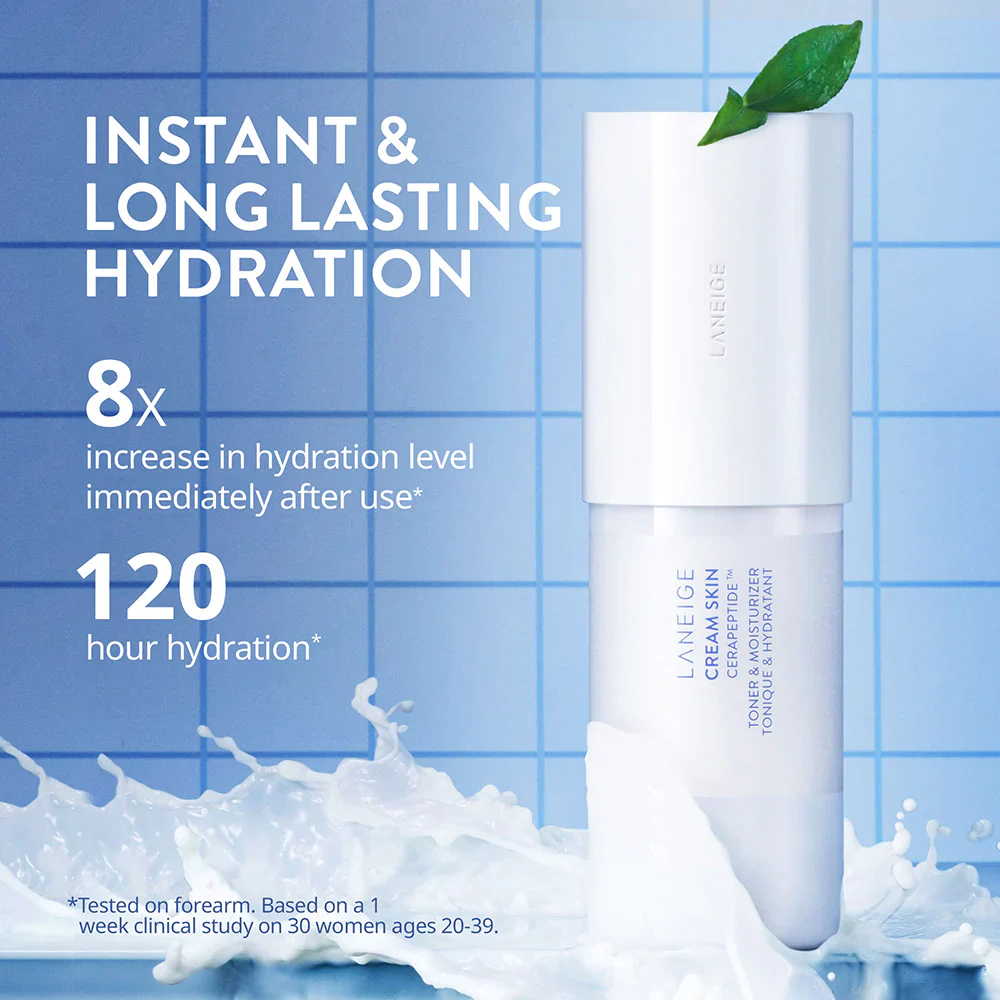 INSTANT &
LONG LASTING
HYDRATION
8x
increase in hydration level
immediately after use*
120
hour hydration*
LANEIGE
LANEIGE
CREAM SKIN
CERAPEPTIDE™
TONER & MOISTURIZER
TONIQUE & HYDRATANT
*Tested on forearm. Based on a 1
week clinical study on 30 women ages 20-39.